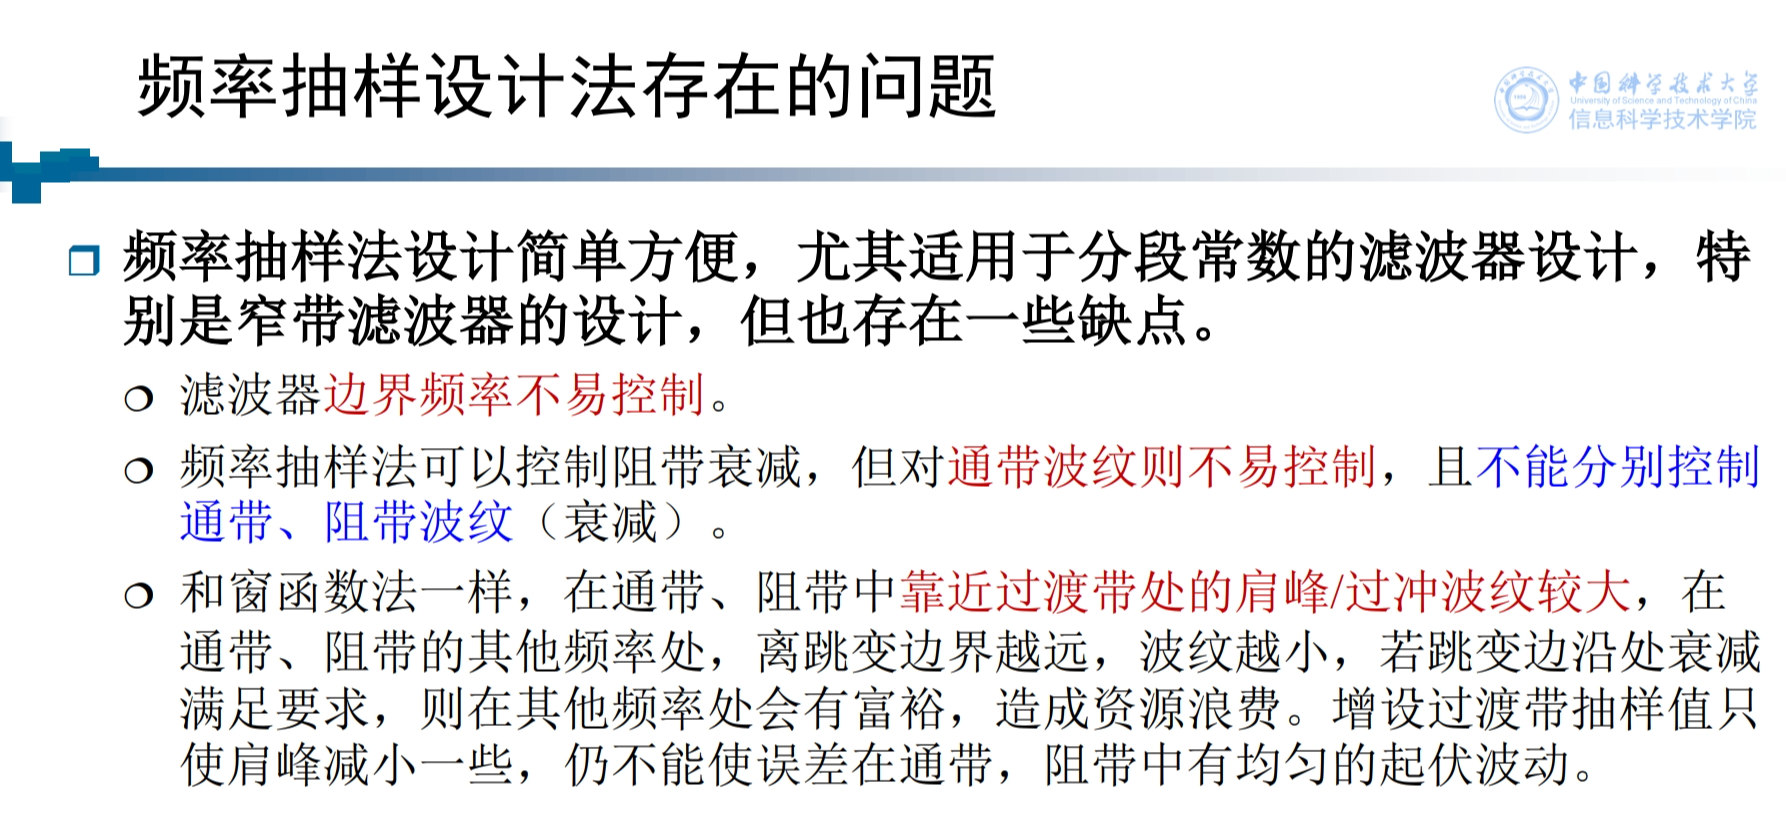 频率抽样设计法存在的问题
中国科学技术大学
University of Science and Technology of China
信息科学技术学院
频率抽样法设计简单方便，尤其适用于分段常数的滤波器设计，特
别是窄带滤波器的设计，但也存在一些缺点。
滤波器边界频率不易控制。
频率抽样法可以控制阻带衰减，但对通带波纹则不易控制，且不能分别控制
通带、阻带波纹（衰减）。
和窗函数法一样，在通带、阻带中靠近过渡带处的肩峰/过冲波纹较大，在
通带、阻带的其他频率处，离跳变边界越远，波纹越小，若跳变边沿处衰减
满足要求，则在其他频率处会有富裕，造成资源浪费。增设过渡带抽样值只
使肩峰减小一些，仍不能使误差在通带，阻带中有均匀的起伏波动。